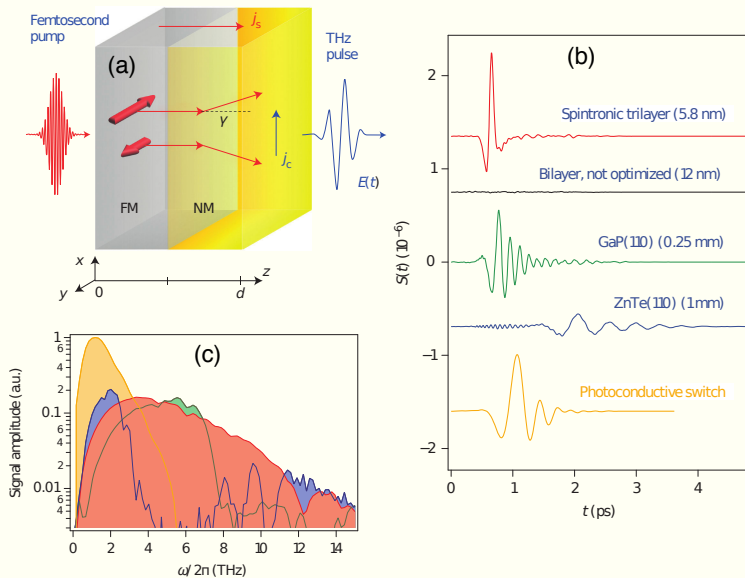 Femtosecond
pump
(a)
j_s
THz
pulse
γ
j_c
E(t)
FM
NM
x
y
0
d
z
(b)
S(t) (10⁻⁶)
2
1
0
−1
−2
Spintronic trilayer (5.8 nm)
Bilayer, not optimized (12 nm)
GaP(110) (0.25 mm)
ZnTe(110) (1mm)
Photoconductive switch
0
1
2
3
4
t (ps)
(c)
Signal amplitude (a.u.)
1
6
4
2
0.1
6
4
2
0.01
6
4
0
2
4
6
8
10
12
14
ω/2π (THz)